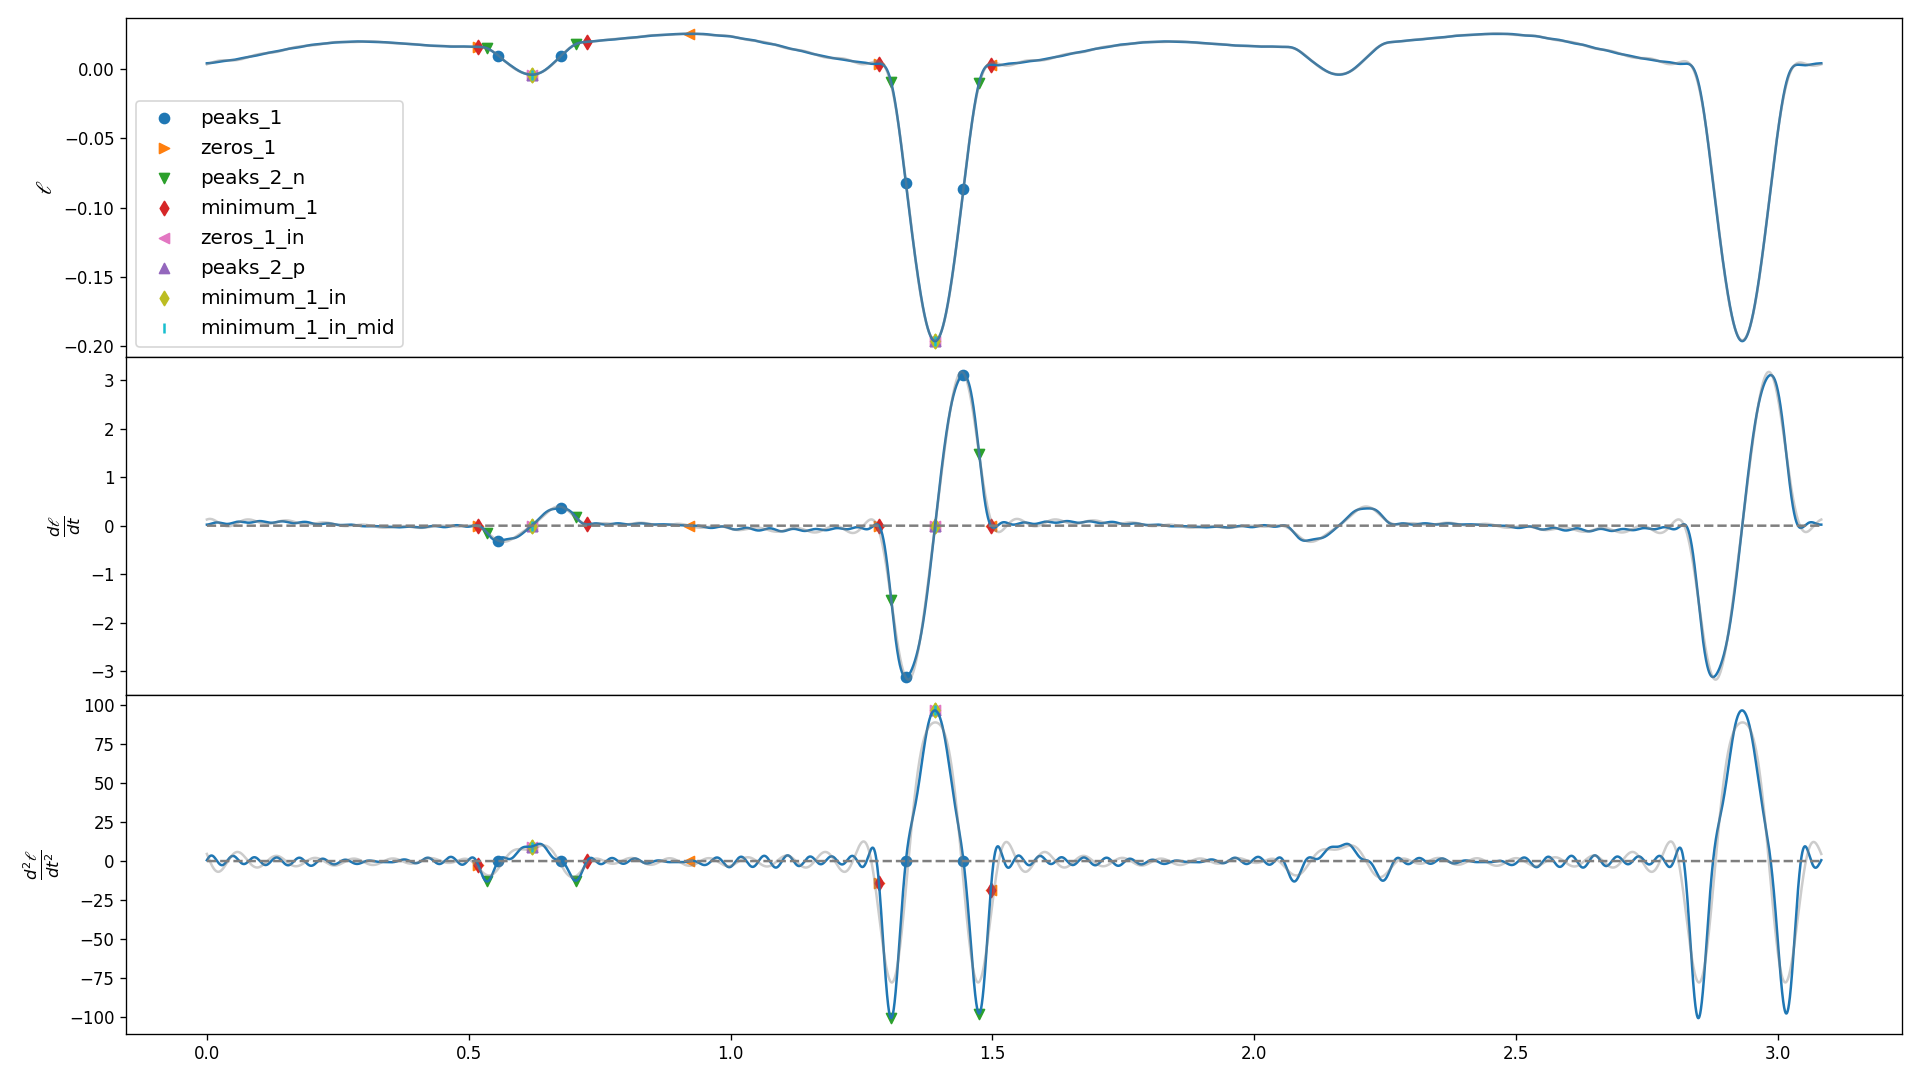 0.00
−0.05
−0.10
−0.15
−0.20
ℓ
peaks_1
zeros_1
peaks_2_n
minimum_1
zeros_1_in
peaks_2_p
minimum_1_in
minimum_1_in_mid
3
2
1
0
−1
−2
−3
dℓ
dt
100
75
50
25
0
−25
−50
−75
−100
d²ℓ
dt²
0.0 0.5 1.0 1.5 2.0 2.5 3.0